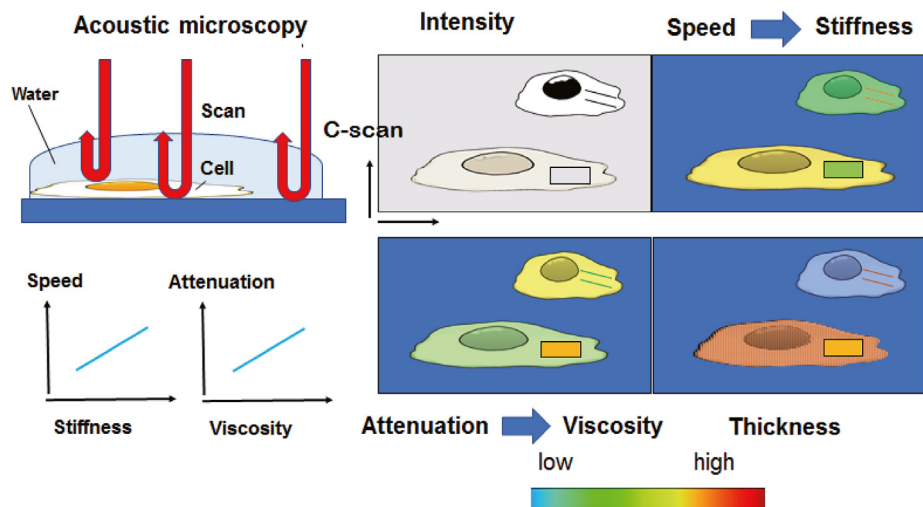 Acoustic microscopy
Water
Scan
Cell
C-scan
Intensity
Speed
Stiffness
Speed
Stiffness
Attenuation
Viscosity
Attenuation
Viscosity
Thickness
low
high